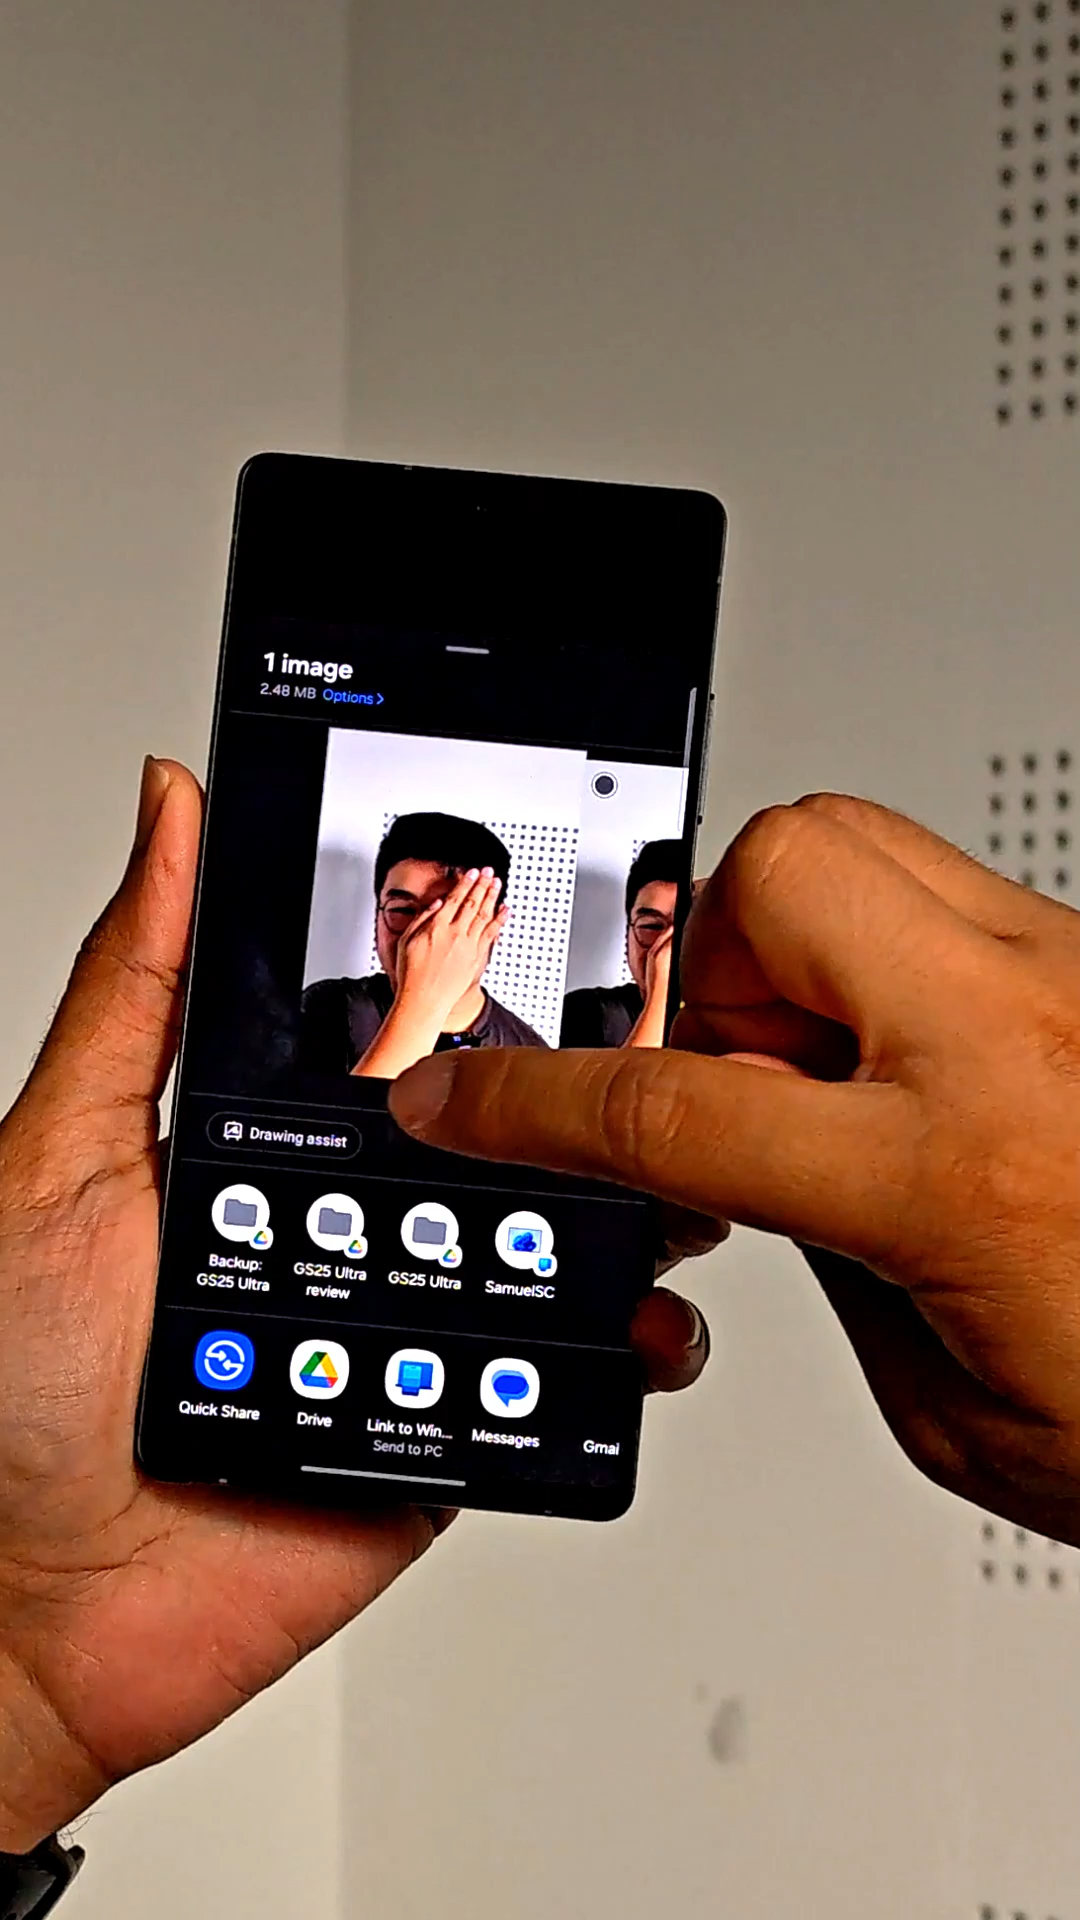 1 image
2.48 MB Options >
Drawing assist
Backup:
GS25 Ultra
GS25 Ultra
review
GS25 Ultra
SamuelSC
Quick Share
Drive
Link to Win...
Send to PC
Messages
Gmai